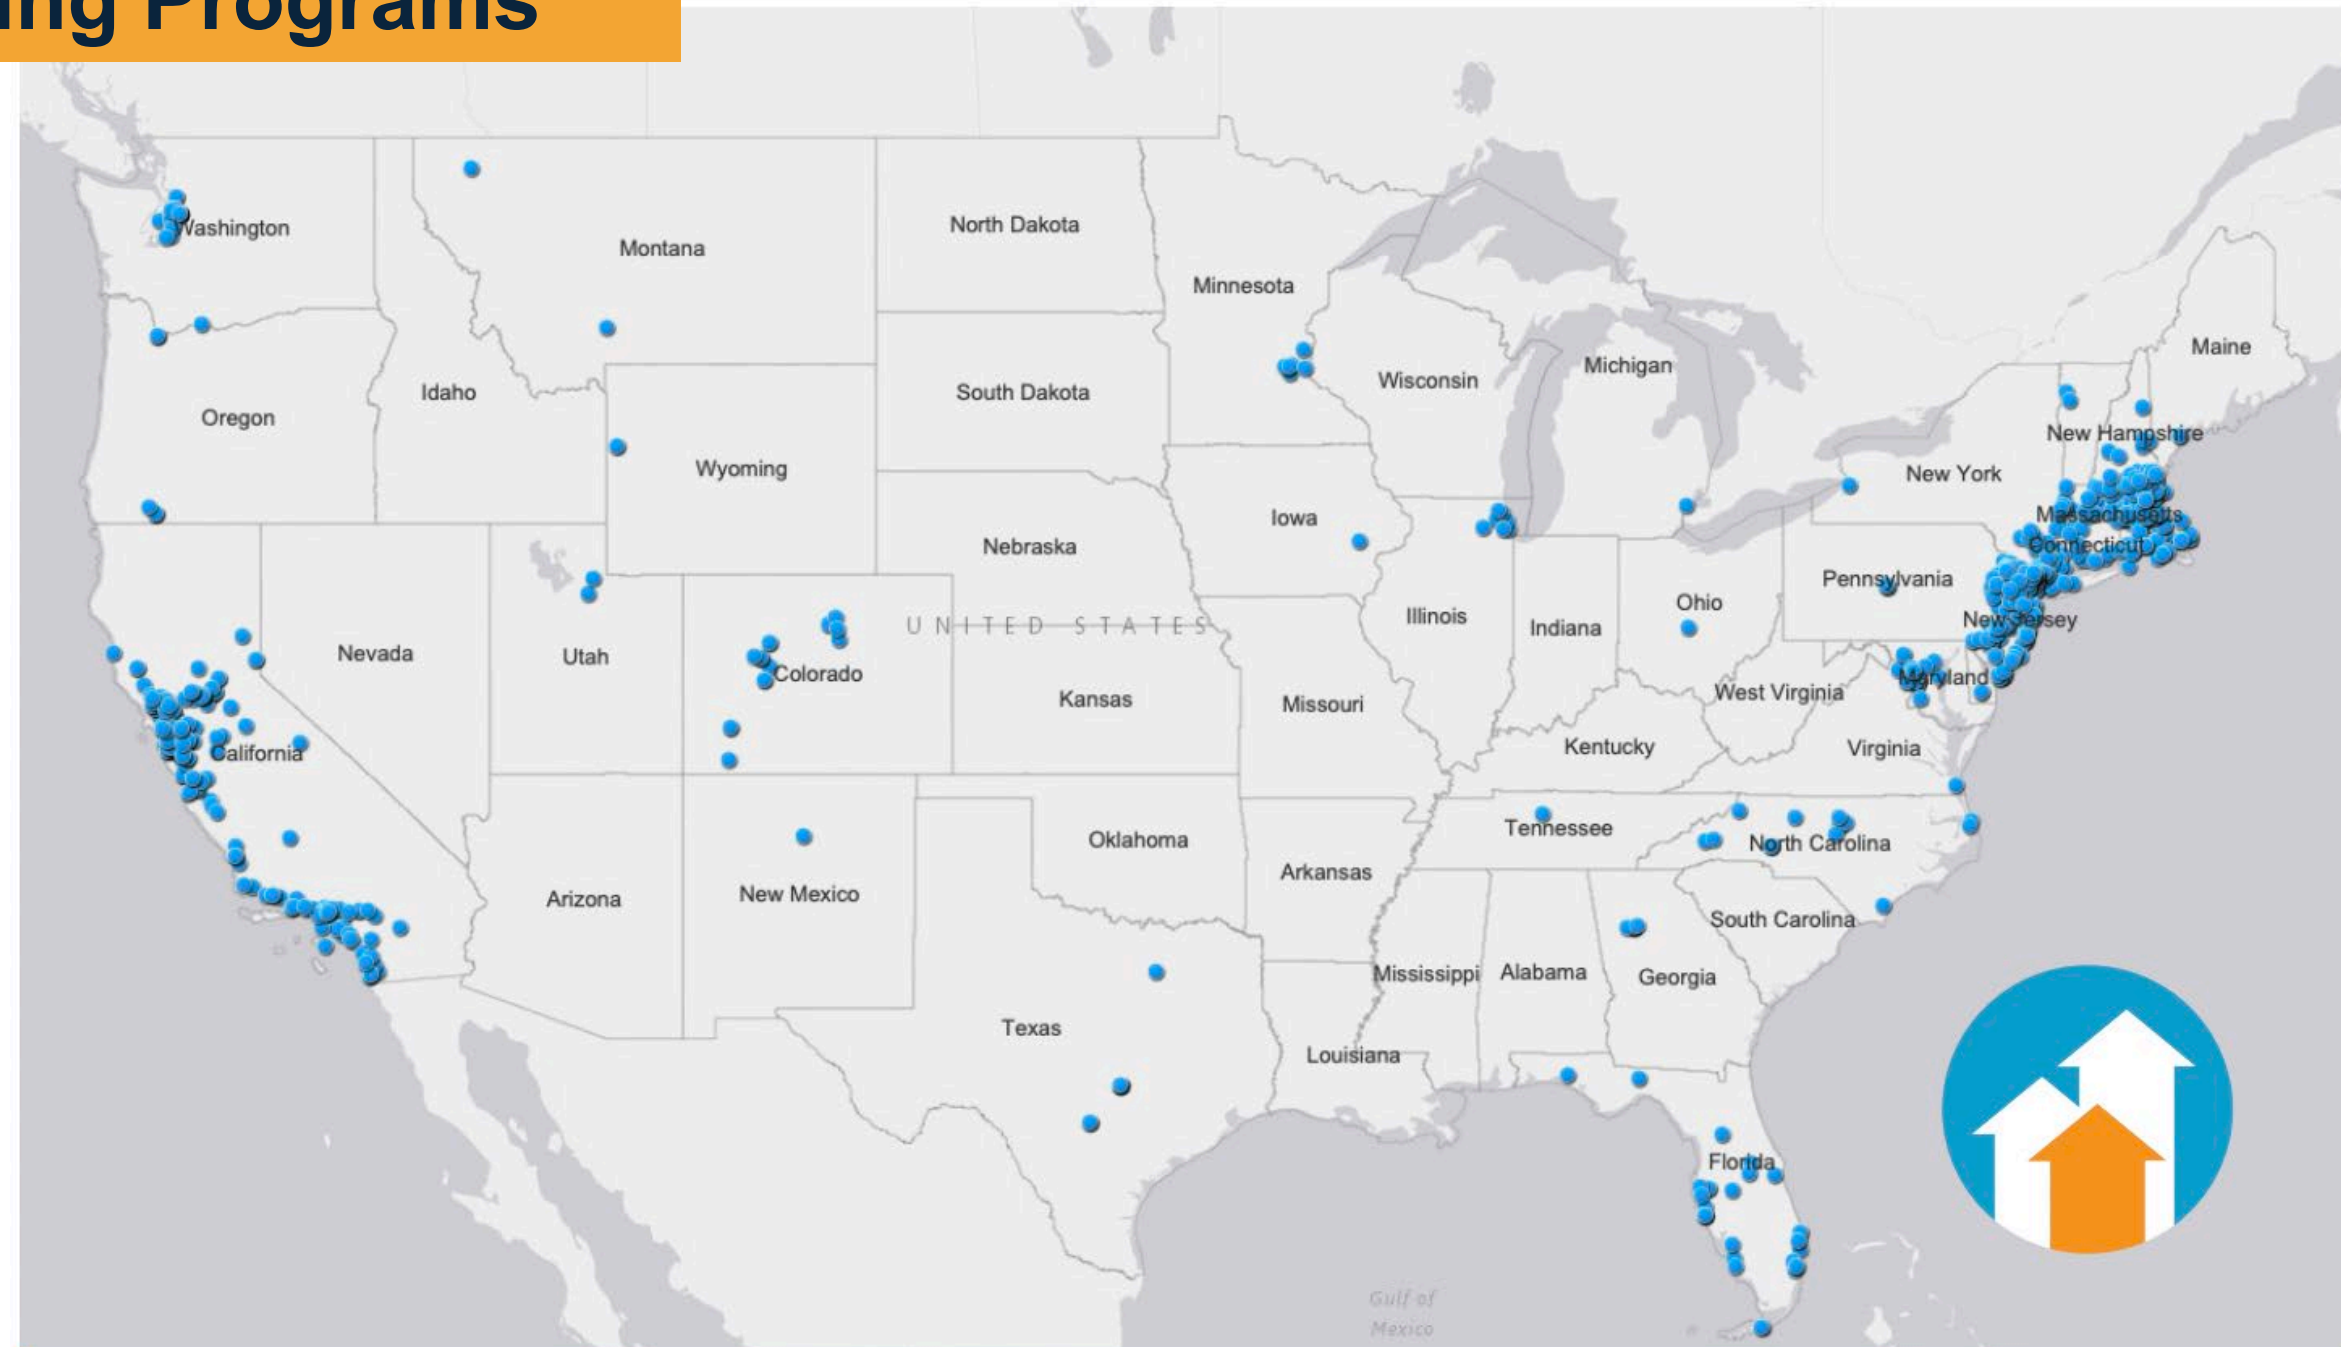 ing Programs
Washington
Montana
North Dakota
Minnesota
Michigan
Maine
Wisconsin
South Dakota
Idaho
Oregon
New Hampshire
Wyoming
New York
Iowa
Massachusetts
Nebraska
Connecticut
Pennsylvania
Ohio
Illinois
New Jersey
UNITED STATES
Indiana
Nevada
Utah
Colorado
Maryland
West Virginia
Kansas
Missouri
Kentucky
Virginia
California
Tennessee
Oklahoma
North Carolina
Arkansas
New Mexico
Arizona
South Carolina
Mississippi
Alabama
Georgia
Texas
Louisiana
Florida
Gulf of
Mexico